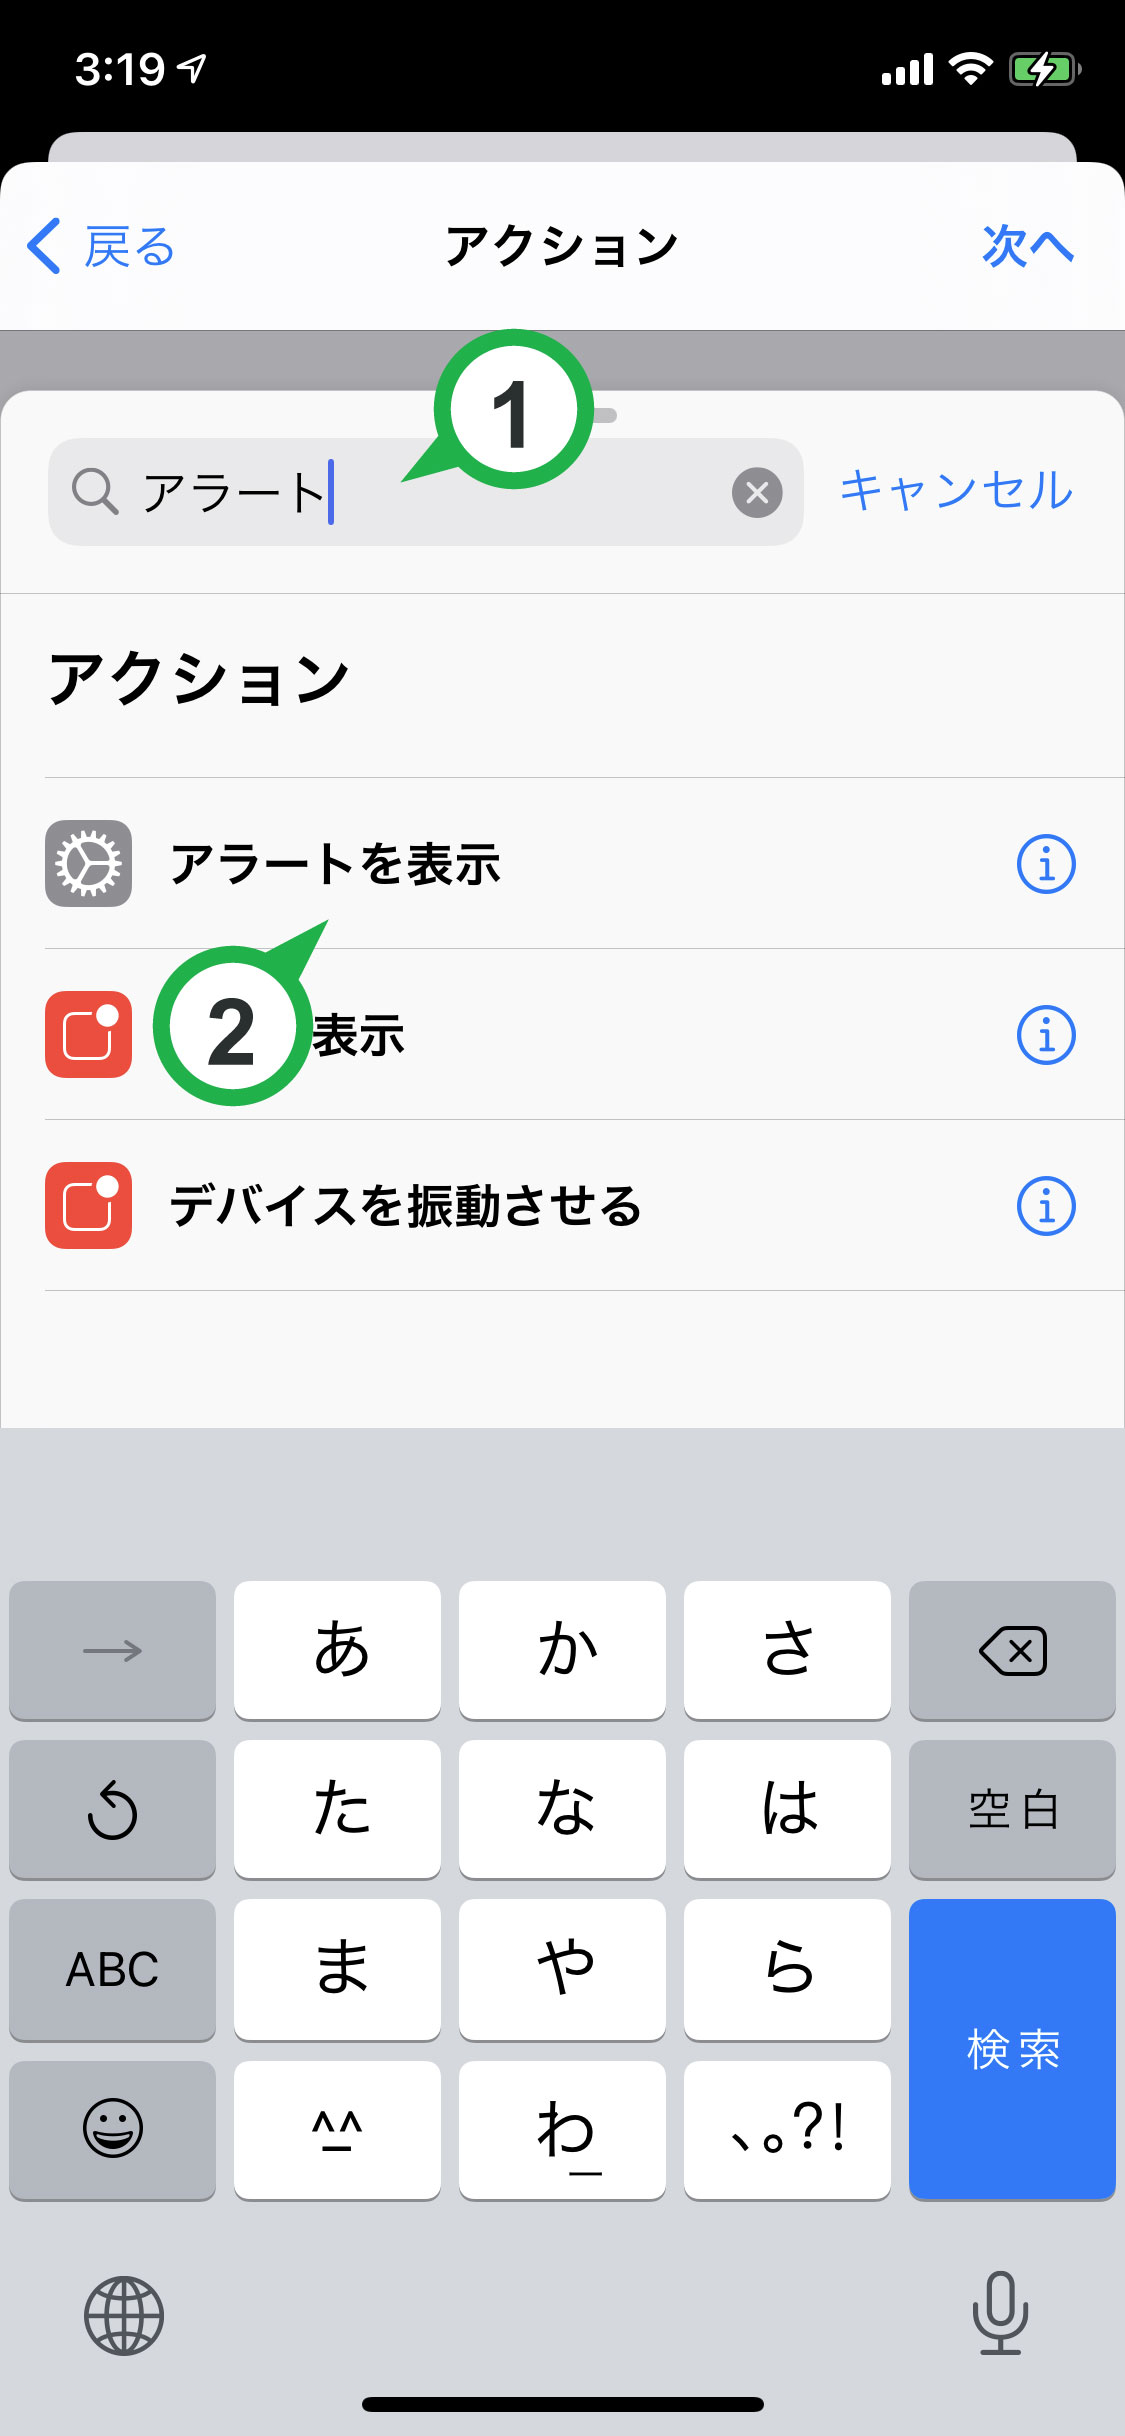 3:19
戻る
アクション
次へ
1
アラート
キャンセル
アクション
アラートを表示
2
表示
デバイスを振動させる
→
あ
か
さ
た
な
は
空白
ABC
ま
や
ら
検索
^_^
わ_
、。?!